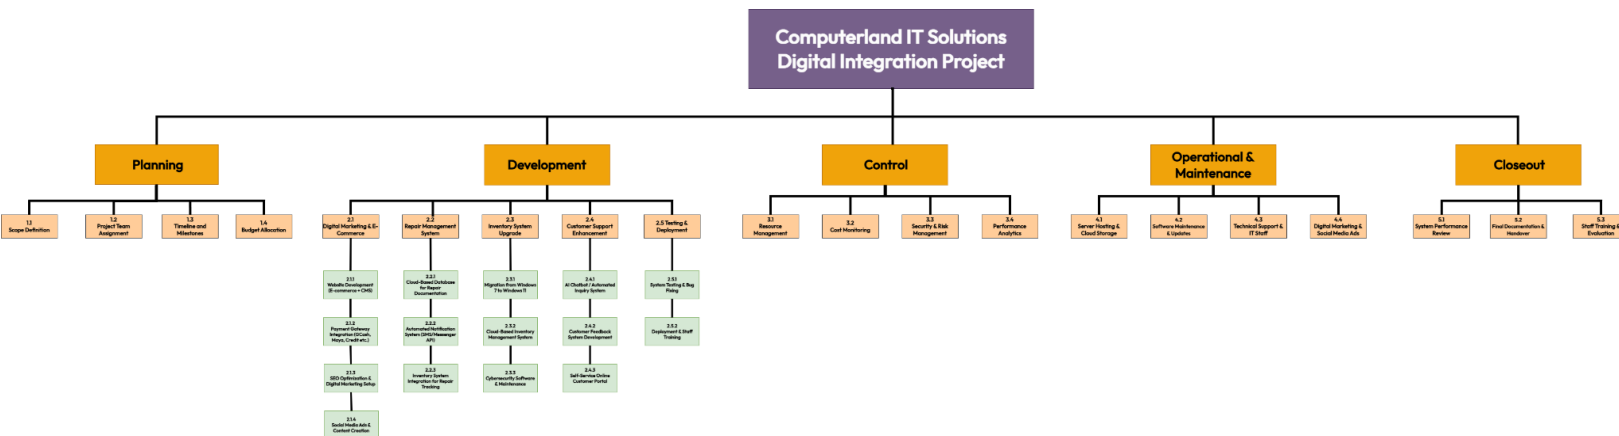 Computerland IT Solutions
Digital Integration Project
Planning
Development
Control
Operational &
Maintenance
Closeout
1.1
Scope Definition
1.2
Project Team
Assignment
1.3
Timeline and
Milestones
1.4
Budget Allocation
2.1
Digital Marketing & E-
Commerce
2.2
Repair Management
System
2.3
Inventory System
Upgrade
2.4
Customer Support
Enhancement
2.5 Testing &
Deployment
3.1
Resource
Management
3.2
Cost Monitoring
3.3
Security & Risk
Management
3.4
Performance
Analytics
4.1
Server Hosting &
Cloud Storage
4.2
Software Maintenance
& Updates
4.3
Technical Support &
IT Staff
4.4
Digital Marketing &
Social Media Ads
5.1
System Performance
Review
5.2
Final Documentation &
Handover
5.3
Staff Training &
Evaluation
2.1.1
Website Development
(E-commerce + CMS)
2.1.2
Payment Gateway
Integration (GCash,
Maya, Credit etc.)
2.1.3
SEO Optimization &
Digital Marketing Setup
2.1.4
Social Media Ads &
Content Creation
2.2.1
Cloud-Based Database
for Repair
Documentation
2.2.2
Automated Notification
System (SMS/Messenger
API)
2.2.3
Inventory System
Integration for Repair
Tracking
2.3.1
Migration from Windows
7 to Windows 11
2.3.2
Cloud-Based Inventory
Management System
2.3.3
Cybersecurity Software
& Maintenance
2.4.1
AI Chatbot / Automated
Inquiry System
2.4.2
Customer Feedback
System Development
2.4.3
Self-Service Online
Customer Portal
2.5.1
System Testing & Bug
Fixing
2.5.2
Deployment & Staff
Training